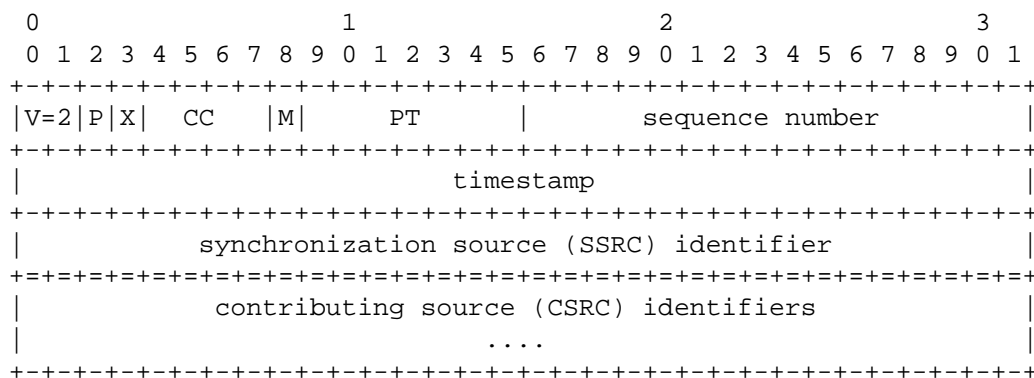 0                   1                   2                   3
 0 1 2 3 4 5 6 7 8 9 0 1 2 3 4 5 6 7 8 9 0 1 2 3 4 5 6 7 8 9 0 1
+-+-+-+-+-+-+-+-+-+-+-+-+-+-+-+-+-+-+-+-+-+-+-+-+-+-+-+-+-+-+-+-+
|V=2|P|X|  CC   |M|     PT      |       sequence number         |
+-+-+-+-+-+-+-+-+-+-+-+-+-+-+-+-+-+-+-+-+-+-+-+-+-+-+-+-+-+-+-+-+
|                           timestamp                           |
+-+-+-+-+-+-+-+-+-+-+-+-+-+-+-+-+-+-+-+-+-+-+-+-+-+-+-+-+-+-+-+-+
|           synchronization source (SSRC) identifier            |
+=+=+=+=+=+=+=+=+=+=+=+=+=+=+=+=+=+=+=+=+=+=+=+=+=+=+=+=+=+=+=+=+
|            contributing source (CSRC) identifiers             |
|                             ....                              |
+-+-+-+-+-+-+-+-+-+-+-+-+-+-+-+-+-+-+-+-+-+-+-+-+-+-+-+-+-+-+-+-+